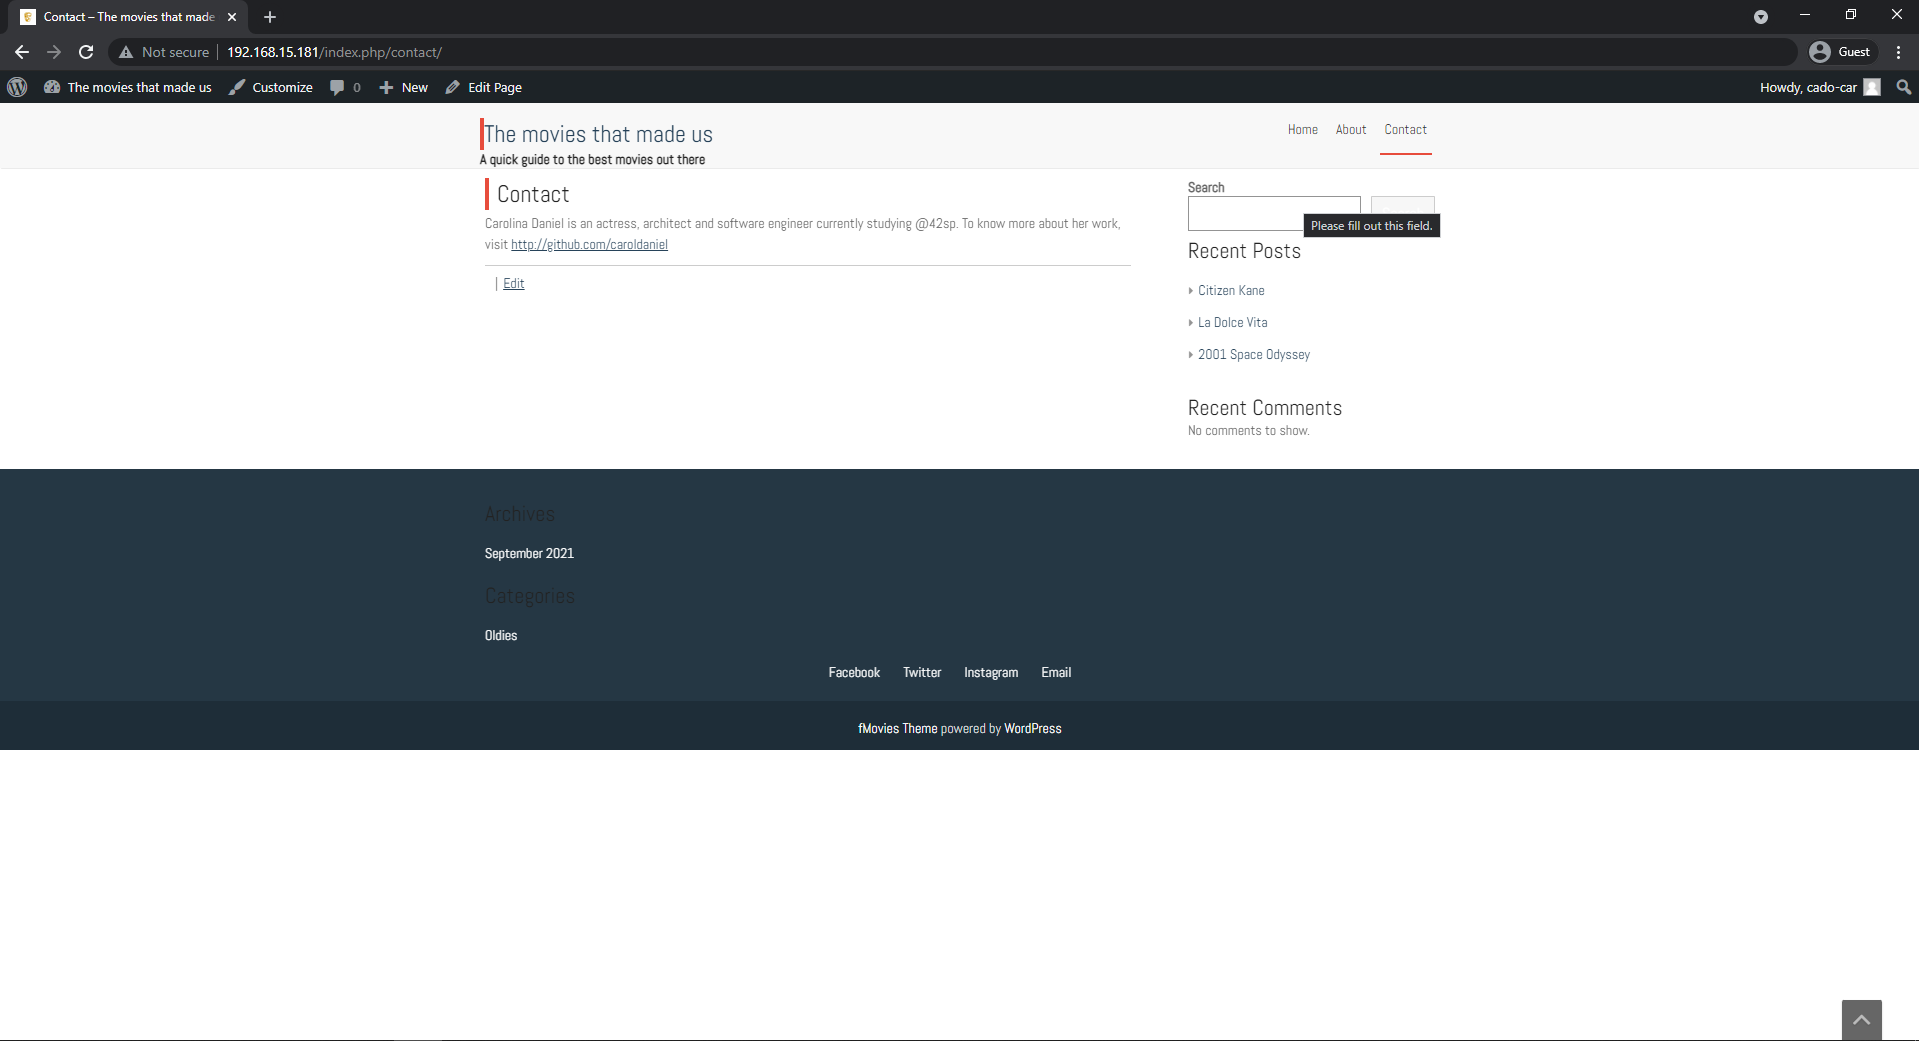 Contact – The movies that made
Not secure
192.168.15.181/index.php/contact/
Guest
The movies that made us
Customize
0
New
Edit Page
Howdy, cado-car
The movies that made us
A quick guide to the best movies out there
Home
About
Contact
Contact
Carolina Daniel is an actress, architect and software engineer currently studying @42sp. To know more about her work,
visit http://github.com/caroldaniel
| Edit
Search
Please fill out this field.
Recent Posts
Citizen Kane
La Dolce Vita
2001 Space Odyssey
Recent Comments
No comments to show.
Archives
September 2021
Categories
Oldies
Facebook Twitter Instagram Email
fMovies Theme powered by WordPress